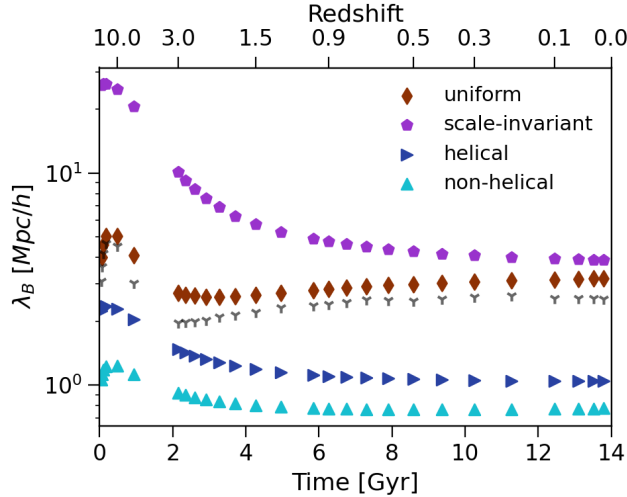 Redshift
10.0 3.0 1.5 0.9 0.5 0.3 0.1 0.0
uniform
scale-invariant
helical
non-helical
10¹
10⁰
λ_B [Mpc/h]
0 2 4 6 8 10 12 14
Time [Gyr]